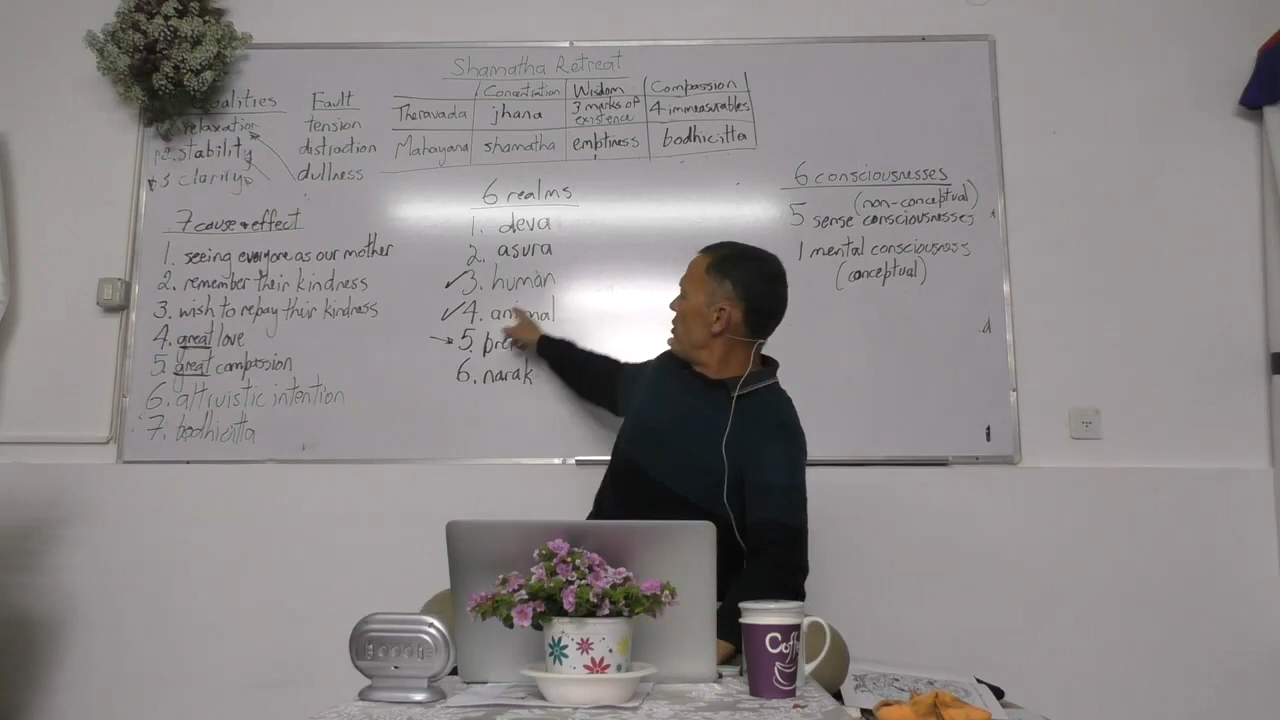 Shamatha Retreat
Concentration Wisdom Compassion
Theravada jhana 3 marks of existence 4 immeasurables
Mahayana shamatha emptiness bodhicitta
Fault
relaxation tension
2. stability distraction
3 clarity dullness
7 cause & effect
1. seeing everyone as our mother
2. remember their kindness
3. wish to repay their kindness
4. great love
5. great compassion
6. altruistic intention
7. bodhicitta
6 realms
1. deva
2. asura
✓3. human
✓4. animal
→5.
6. narak
6 consciousnesses
(non-conceptual)
5 sense consciousnesses
1 mental consciousness
(conceptual)